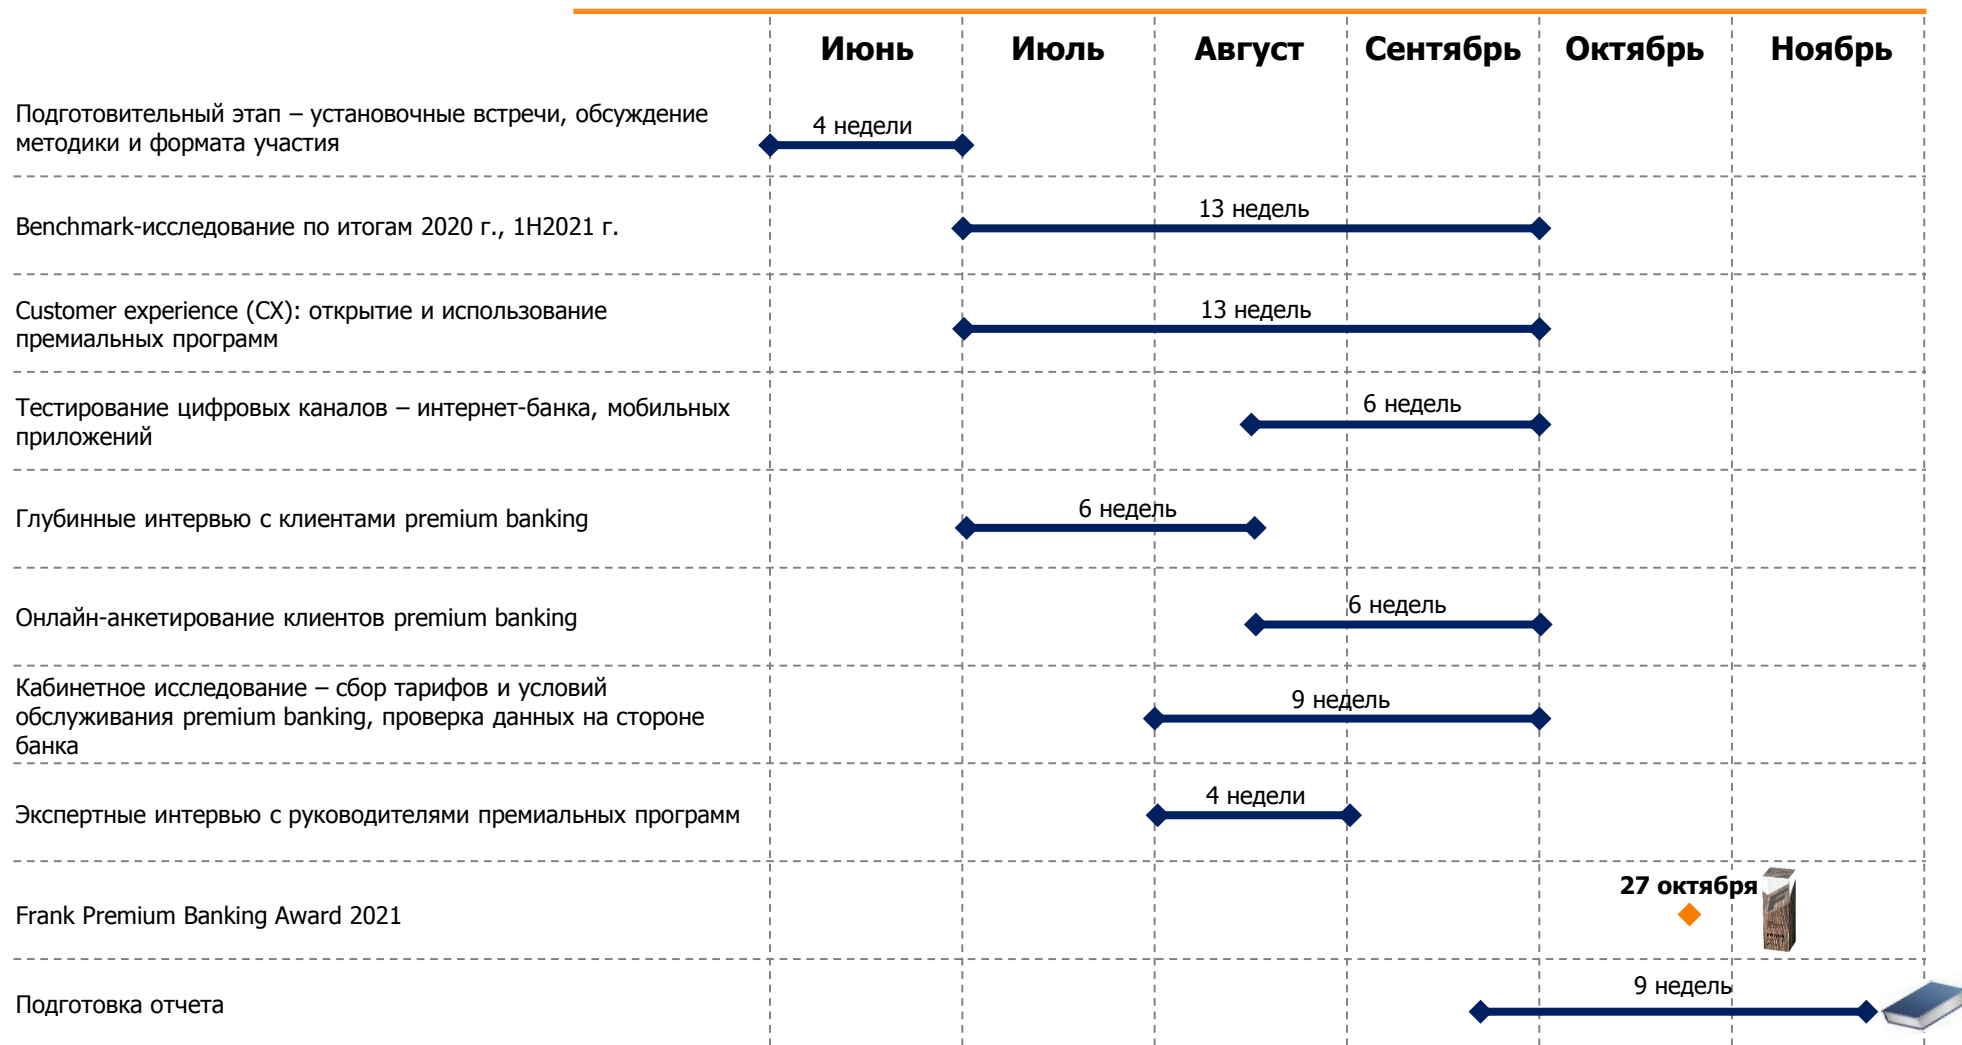 Июнь Июль Август Сентябрь Октябрь Ноябрь
Подготовительный этап – установочные встречи, обсуждение
методики и формата участия
4 недели
Benchmark-исследование по итогам 2020 г., 1H2021 г.
13 недель
Customer experience (CX): открытие и использование
премиальных программ
13 недель
Тестирование цифровых каналов – интернет-банка, мобильных
приложений
6 недель
Глубинные интервью с клиентами premium banking
6 недель
Онлайн-анкетирование клиентов premium banking
6 недель
Кабинетное исследование – сбор тарифов и условий
обслуживания premium banking, проверка данных на стороне
банка
9 недель
Экспертные интервью с руководителями премиальных программ
4 недели
Frank Premium Banking Award 2021
27 октября
Подготовка отчета
9 недель